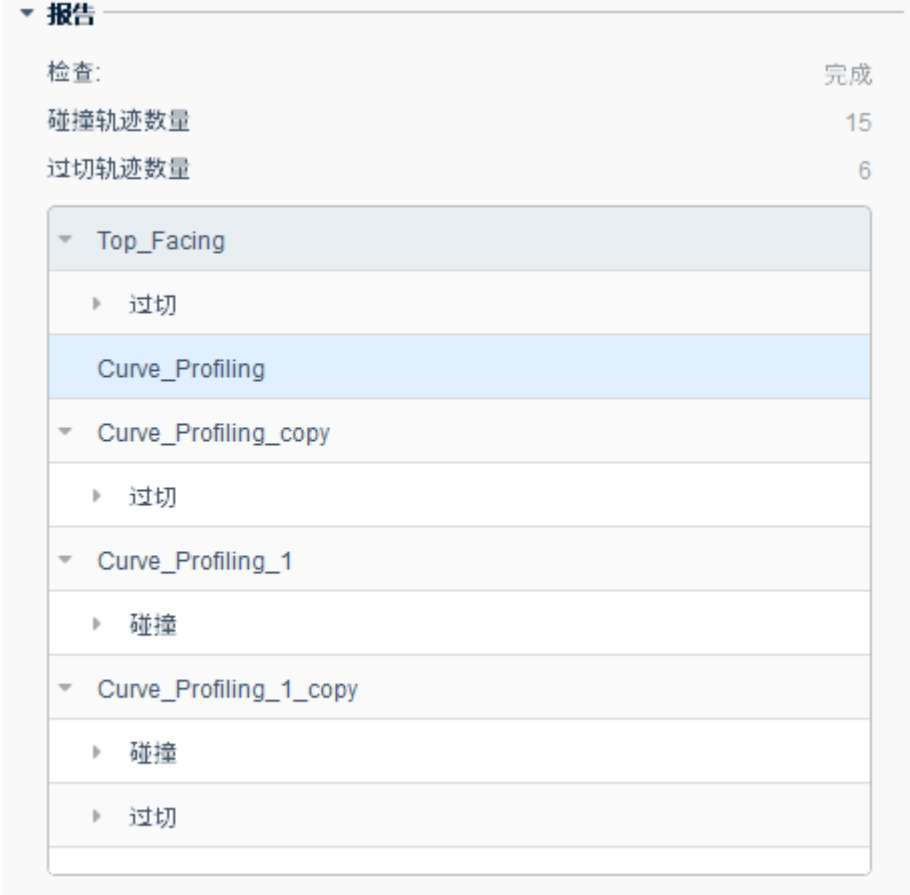 报告
检查: 完成
碰撞轨迹数量 15
过切轨迹数量 6
Top_Facing
过切
Curve_Profiling
Curve_Profiling_copy
过切
Curve_Profiling_1
碰撞
Curve_Profiling_1_copy
碰撞
过切